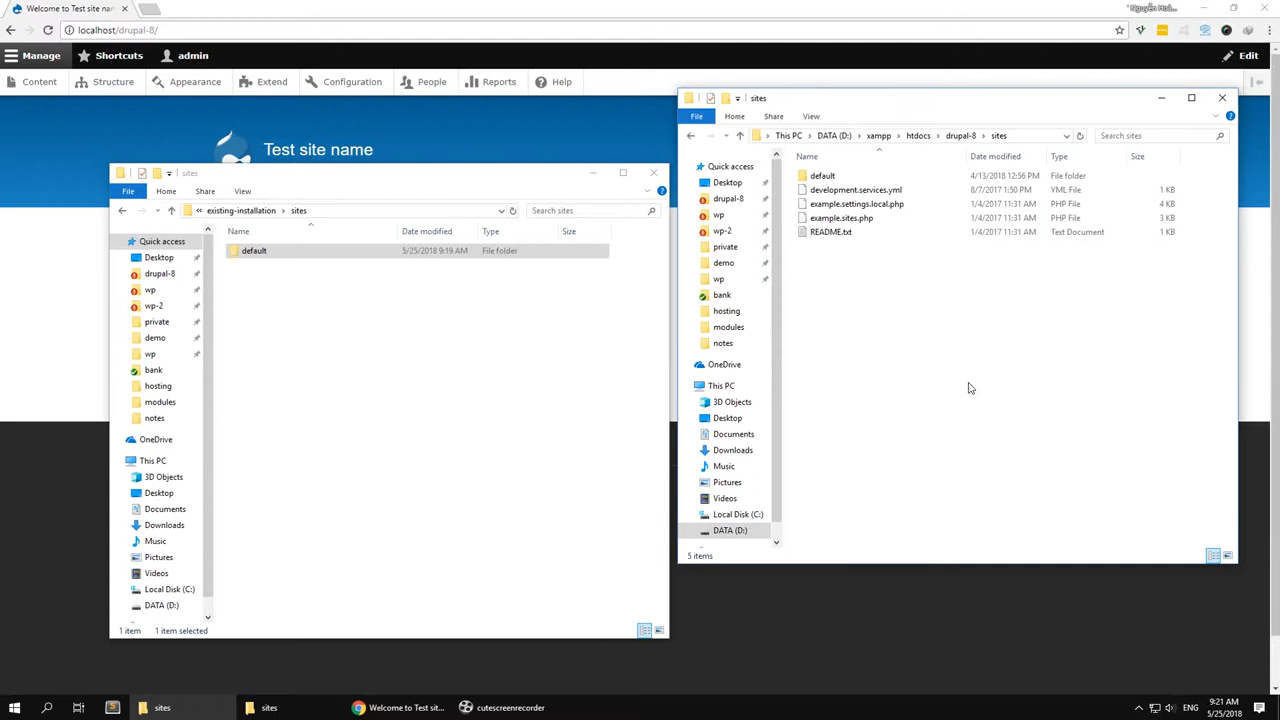 Welcome to Test site name
localhost/drupal-8/
Manage
Shortcuts
admin
Edit
Content
Structure
Appearance
Extend
Configuration
People
Reports
Help
Test site name
sites
File
Home
Share
View
existing-installation > sites
Search sites
Name
Date modified
Type
Size
default 5/25/2018 9:19 AM File folder
Quick access
Desktop
drupal-8
wp
wp-2
private
demo
wp
bank
hosting
modules
notes
OneDrive
This PC
3D Objects
Desktop
Documents
Downloads
Music
Pictures
Videos
Local Disk (C:)
DATA (D:)
1 item
1 item selected
sites
File
Home
Share
View
This PC > DATA (D:) > xampp > htdocs > drupal-8 > sites
Search sites
Name
Date modified
Type
Size
default 4/13/2018 12:56 PM File folder
development.services.yml 8/7/2017 1:50 PM YML File 1 KB
example.settings.local.php 1/4/2017 11:31 AM PHP File 4 KB
example.sites.php 1/4/2017 11:31 AM PHP File 3 KB
README.txt 1/4/2017 11:31 AM Text Document 1 KB
Quick access
Desktop
drupal-8
wp
wp-2
private
demo
wp
bank
hosting
modules
notes
OneDrive
This PC
3D Objects
Desktop
Documents
Downloads
Music
Pictures
Videos
Local Disk (C:)
DATA (D:)
5 items
sites
sites
Welcome to Test sit...
cutescreenrecorder
ENG
9:21 AM
5/25/2018